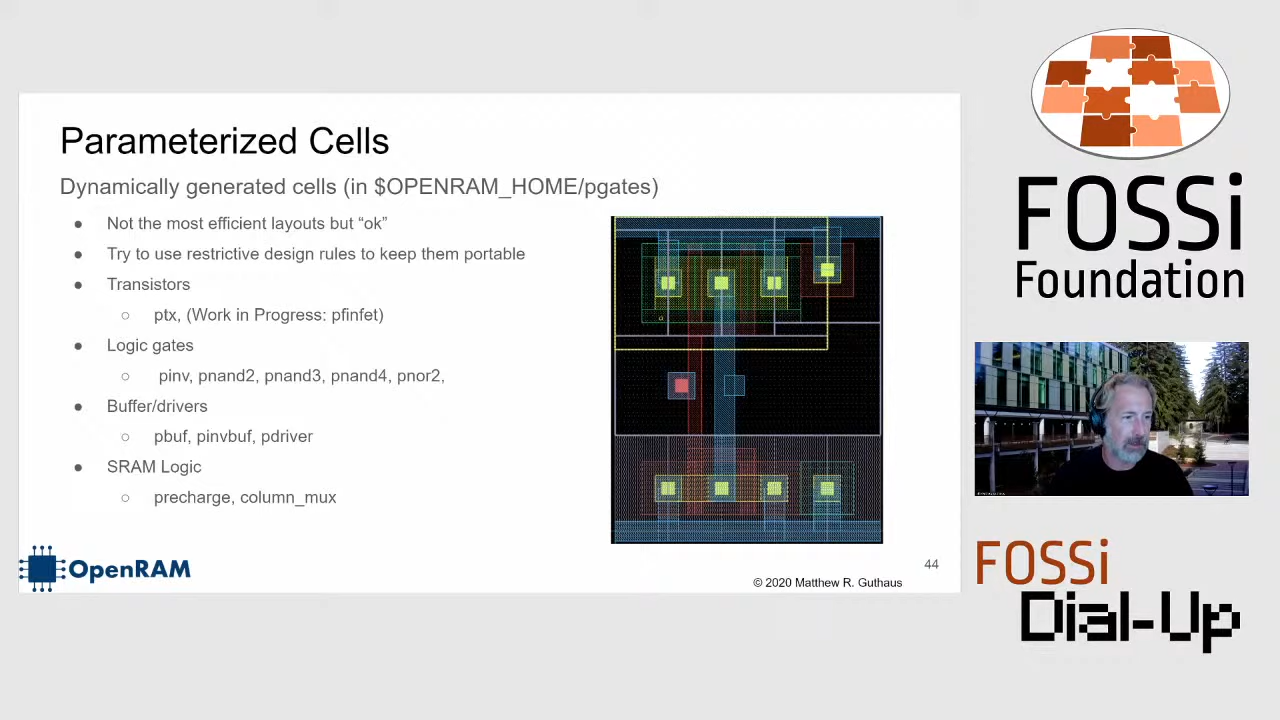 Parameterized Cells
Dynamically generated cells (in $OPENRAM_HOME/pgates)
● Not the most efficient layouts but “ok”
● Try to use restrictive design rules to keep them portable
● Transistors
○ ptx, (Work in Progress: pfinfet)
● Logic gates
○ pinv, pnand2, pnand3, pnand4, pnor2,
● Buffer/drivers
○ pbuf, pinvbuf, pdriver
● SRAM Logic
○ precharge, column_mux
OpenRAM
44
© 2020 Matthew R. Guthaus
FOSSi
Foundation
FOSSi
Dial-Up